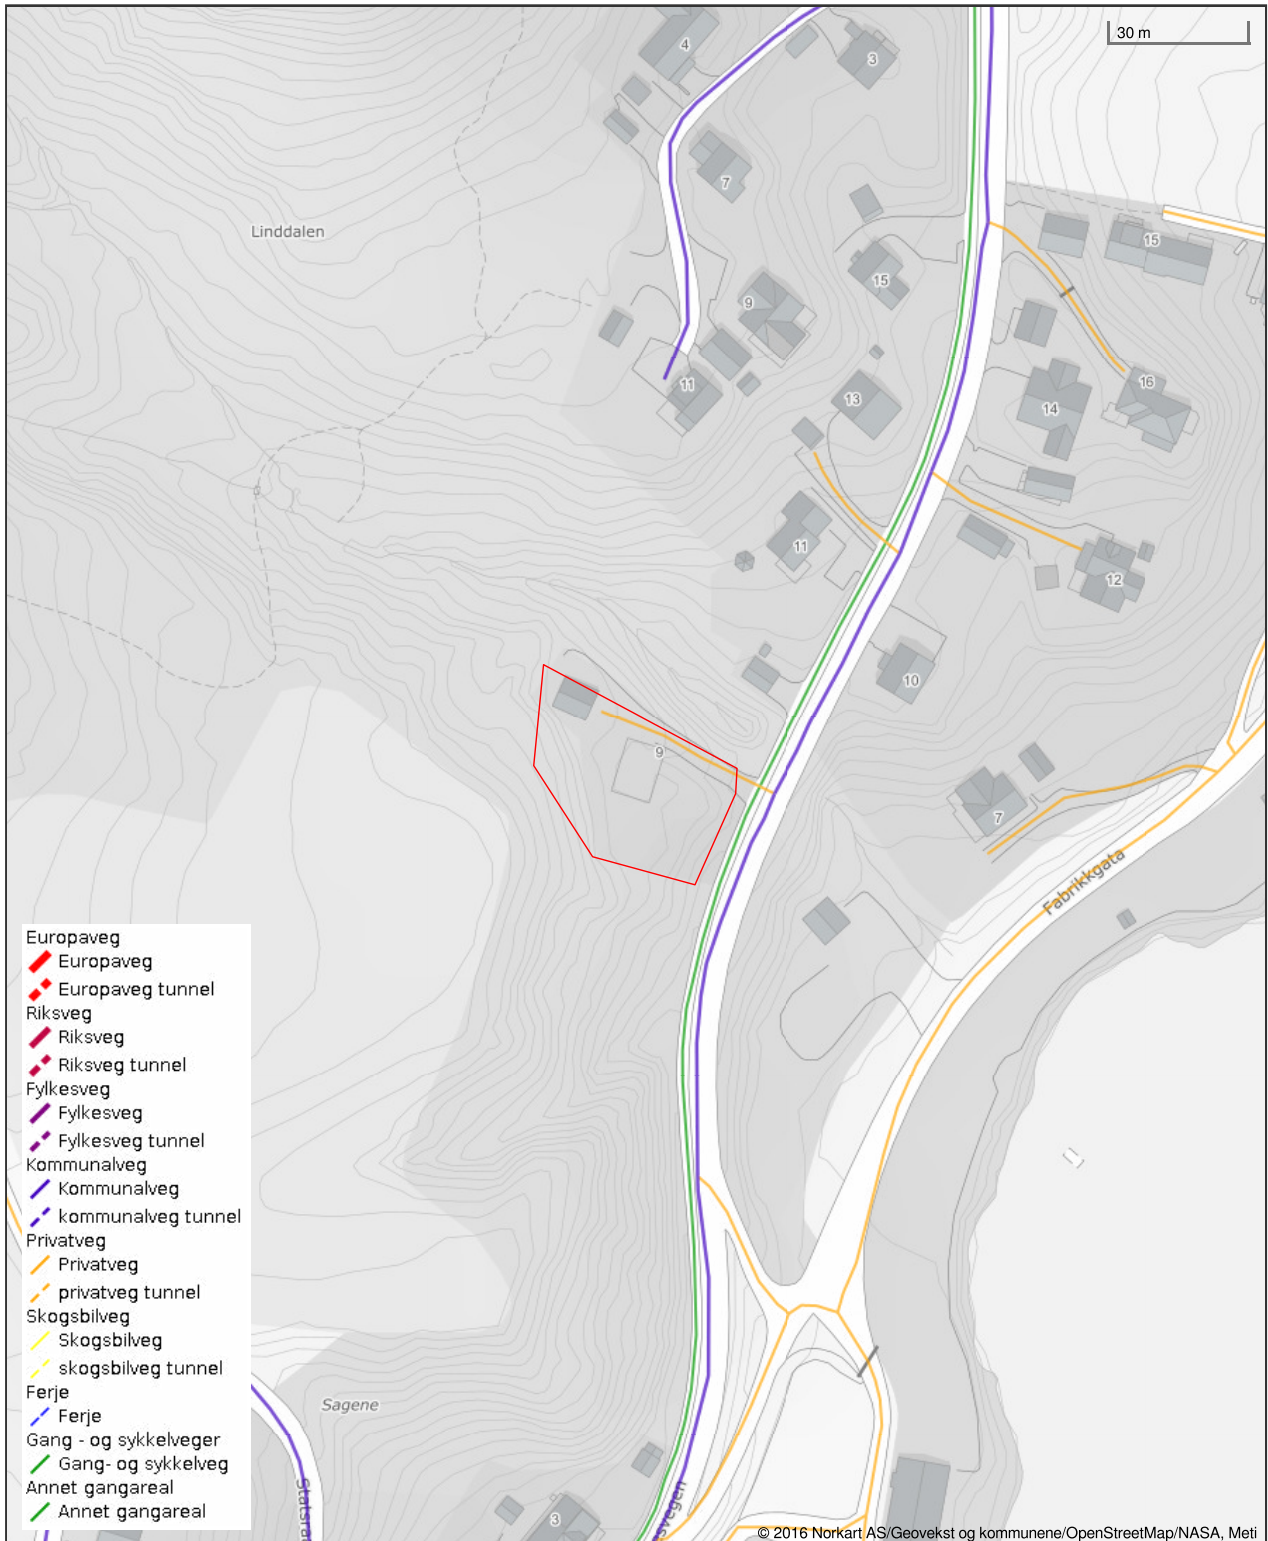 30 m
4
3
7
Linddalen
15
15
9
16
11
13
14
11
12
10
9
7
Fabrikkgata
Europaveg
Europaveg
Europaveg tunnel
Riksveg
Riksveg
Riksveg tunnel
Fylkesveg
Fylkesveg
Fylkesveg tunnel
Kommunalveg
Kommunalveg
kommunalveg tunnel
Privatveg
Privatveg
privatveg tunnel
Skogsbilveg
Skogsbilveg
skogsbilveg tunnel
Ferje
Ferje
Gang - og sykkelveger
Gang- og sykkelveg
Annet gangareal
Annet gangareal
Sagene
Statsra
svegen
3
© 2016 Norkart AS/Geovekst og kommunene/OpenStreetMap/NASA, Meti